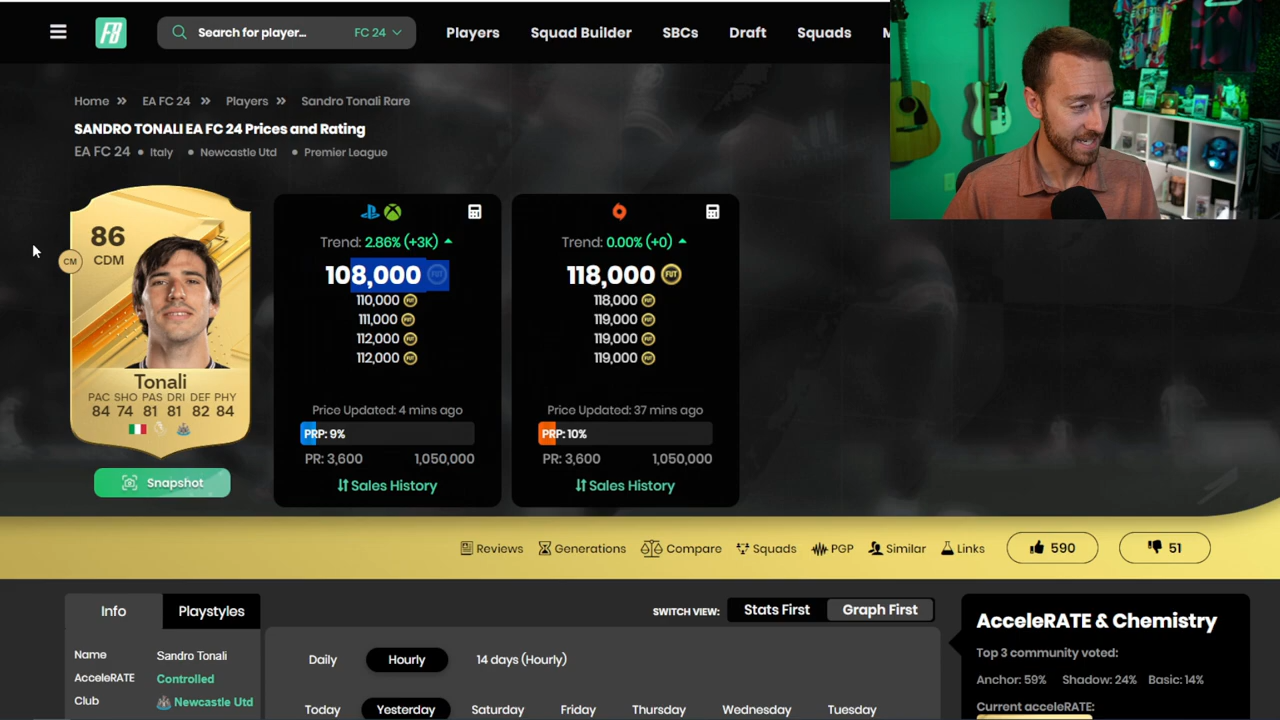 FB
Search for player...
FC 24
Players
Squad Builder
SBCs
Draft
Squads
Home » EA FC 24 » Players » Sandro Tonali Rare
SANDRO TONALI EA FC 24 Prices and Rating
EA FC 24 • Italy • Newcastle Utd • Premier League
86
CDM
CM
Tonali
PAC SHO PAS DRI DEF PHY
84 74 81 81 82 84
Snapshot
Trend: 2.86% (+3K)
108,000
110,000
111,000
112,000
112,000
Price Updated: 4 mins ago
PRP: 9%
PR: 3,600 1,050,000
Sales History
Trend: 0.00% (+0)
118,000
118,000
119,000
119,000
119,000
Price Updated: 37 mins ago
PRP: 10%
PR: 3,600 1,050,000
Sales History
Reviews
Generations
Compare
Squads
PGP
Similar
Links
590
51
Info
Playstyles
Name Sandro Tonali
AcceleRATE Controlled
Club Newcastle Utd
SWITCH VIEW:
Stats First
Graph First
Daily
Hourly
14 days (Hourly)
Today
Yesterday
Saturday
Friday
Thursday
Wednesday
Tuesday
AcceleRATE & Chemistry
Top 3 community voted:
Anchor: 59% Shadow: 24% Basic: 14%
Current acceleRATE: